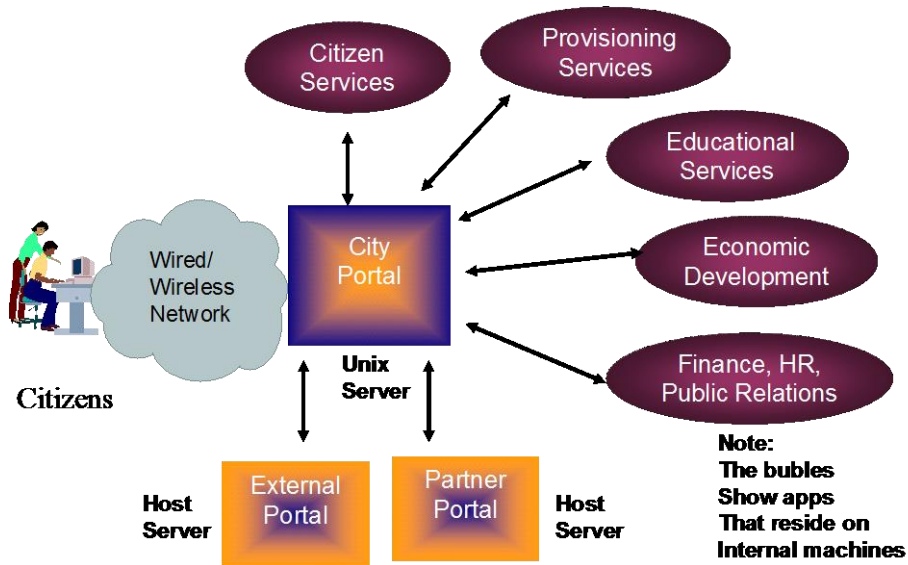 Citizen
Services
Provisioning
Services
Educational
Services
Economic
Development
Finance, HR,
Public Relations
City
Portal
Wired/
Wireless
Network
Citizens
Unix
Server
External
Portal
Partner
Portal
Host
Server
Host
Server
Note:
The bubles
Show apps
That reside on
Internal machines